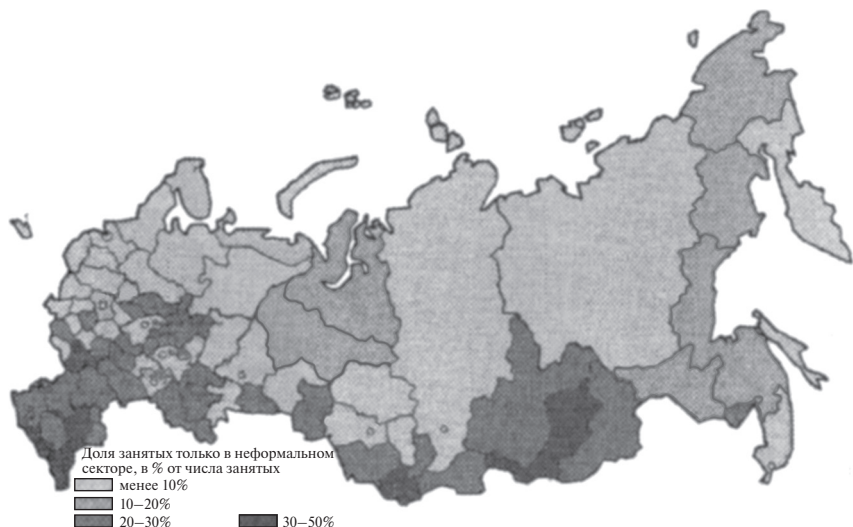 Доля занятых только в неформальном
секторе, в % от числа занятых
менее 10%
10–20%
20–30%
30–50%